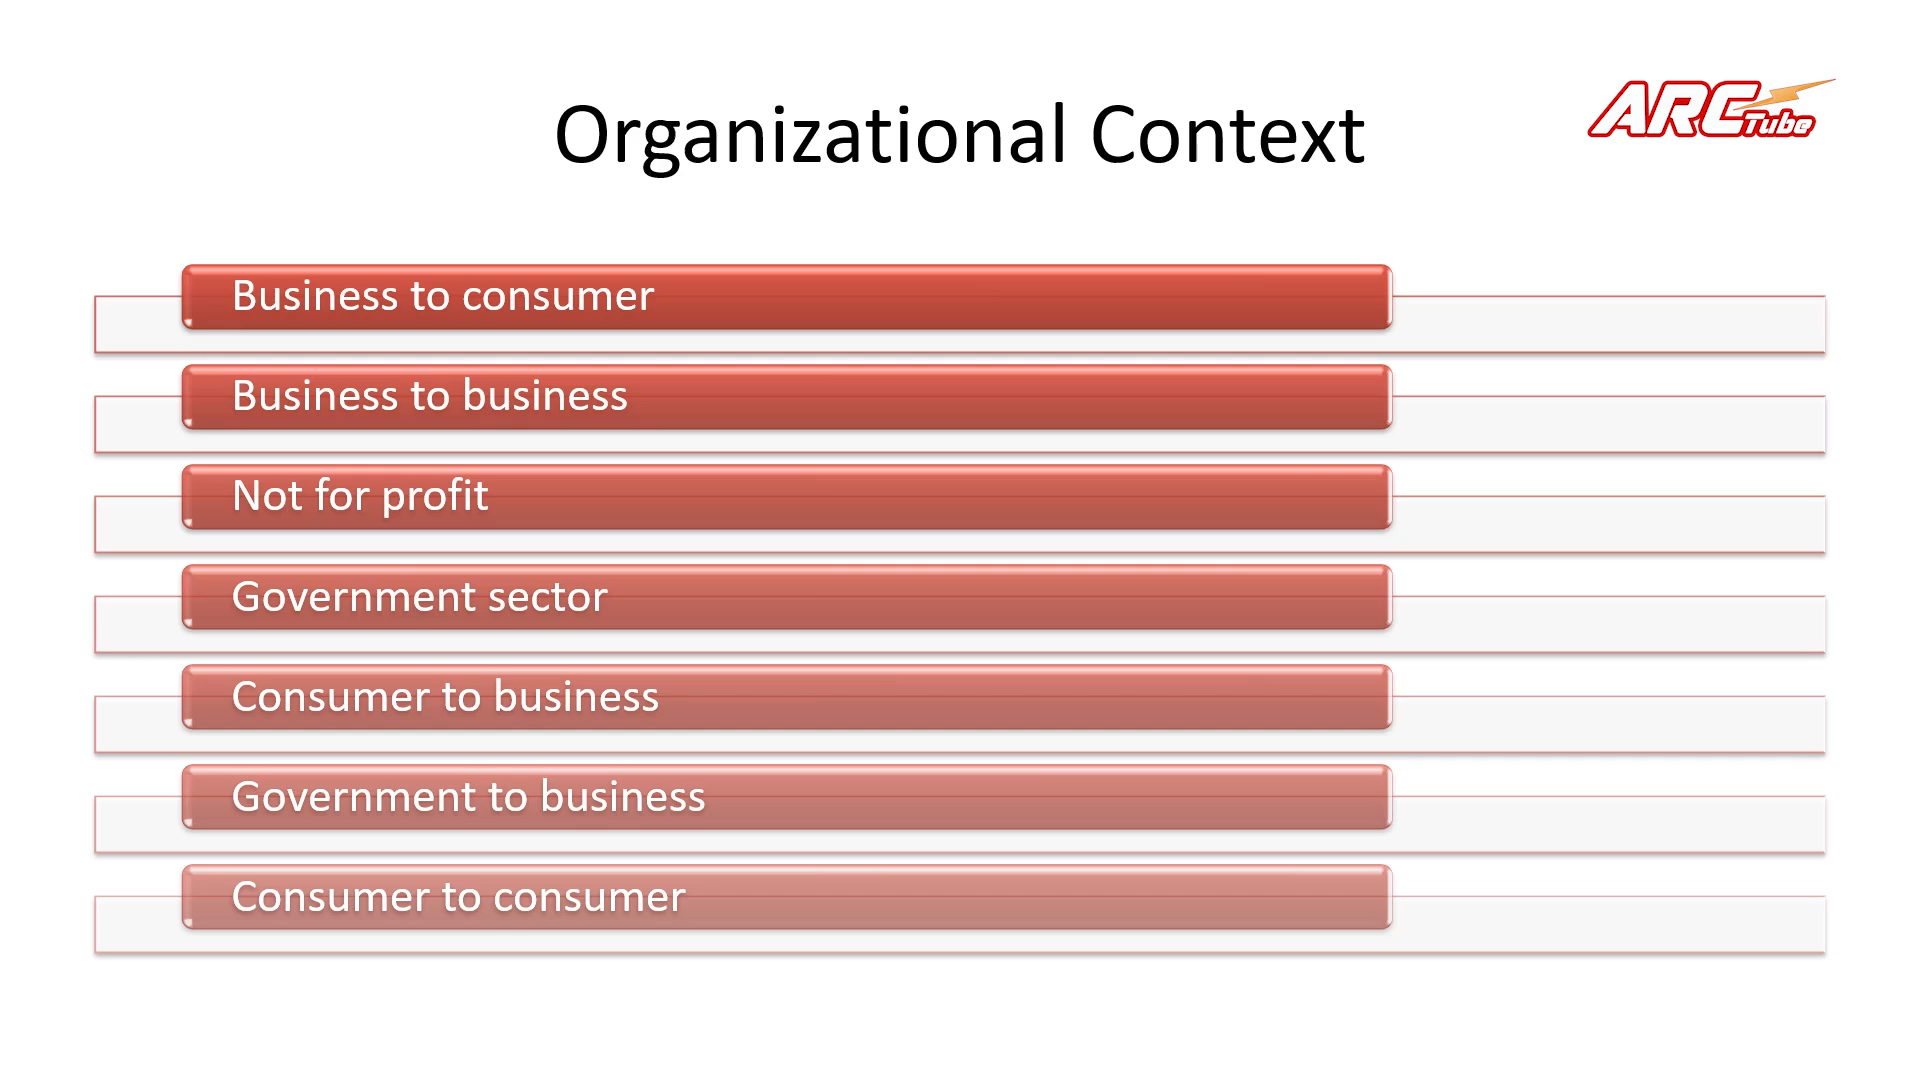 Organizational Context
ARC Tube
Business to consumer
Business to business
Not for profit
Government sector
Consumer to business
Government to business
Consumer to consumer